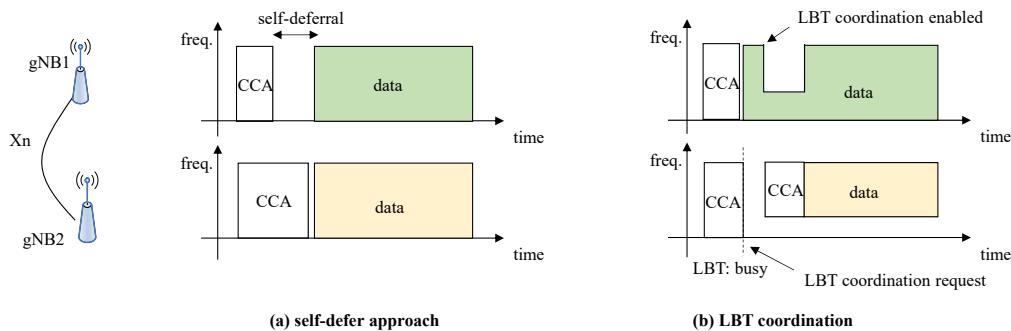 gNB1
Xn
gNB2
self-deferral
freq.
CCA
data
time
freq.
CCA
data
time
(a) self-defer approach
LBT coordination enabled
freq.
CCA
data
time
freq.
CCA
CCA
data
time
LBT: busy
LBT coordination request
(b) LBT coordination